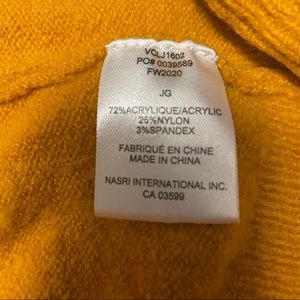 VCLJ1602
PO# 0039589
FW2020
JG
72%ACRYLIQUE/ACRYLIC
25%NYLON
3%SPANDEX
FABRIQUÉ EN CHINE
MADE IN CHINA
NASRI INTERNATIONAL INC.
CA 03599